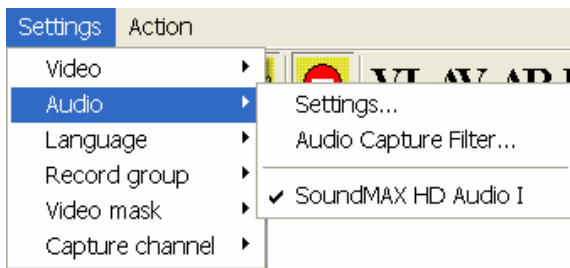 Settings Action
Video
Audio
Language
Record group
Video mask
Capture channel
Settings...
Audio Capture Filter...
SoundMAX HD Audio I